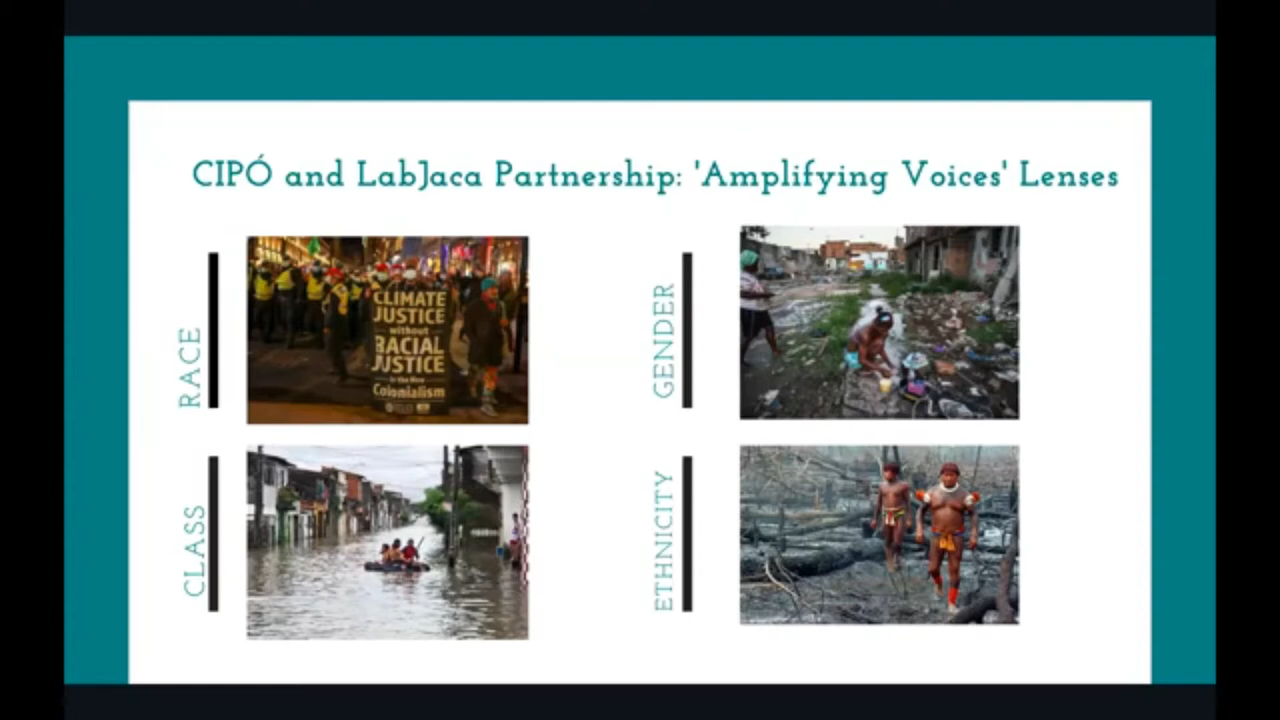 CIPÓ and LabJaca Partnership: 'Amplifying Voices' Lenses
RACE
CLIMATE
JUSTICE
without
RACIAL
JUSTICE
is the New
Colonialism
GENDER
CLASS
ETHNICITY